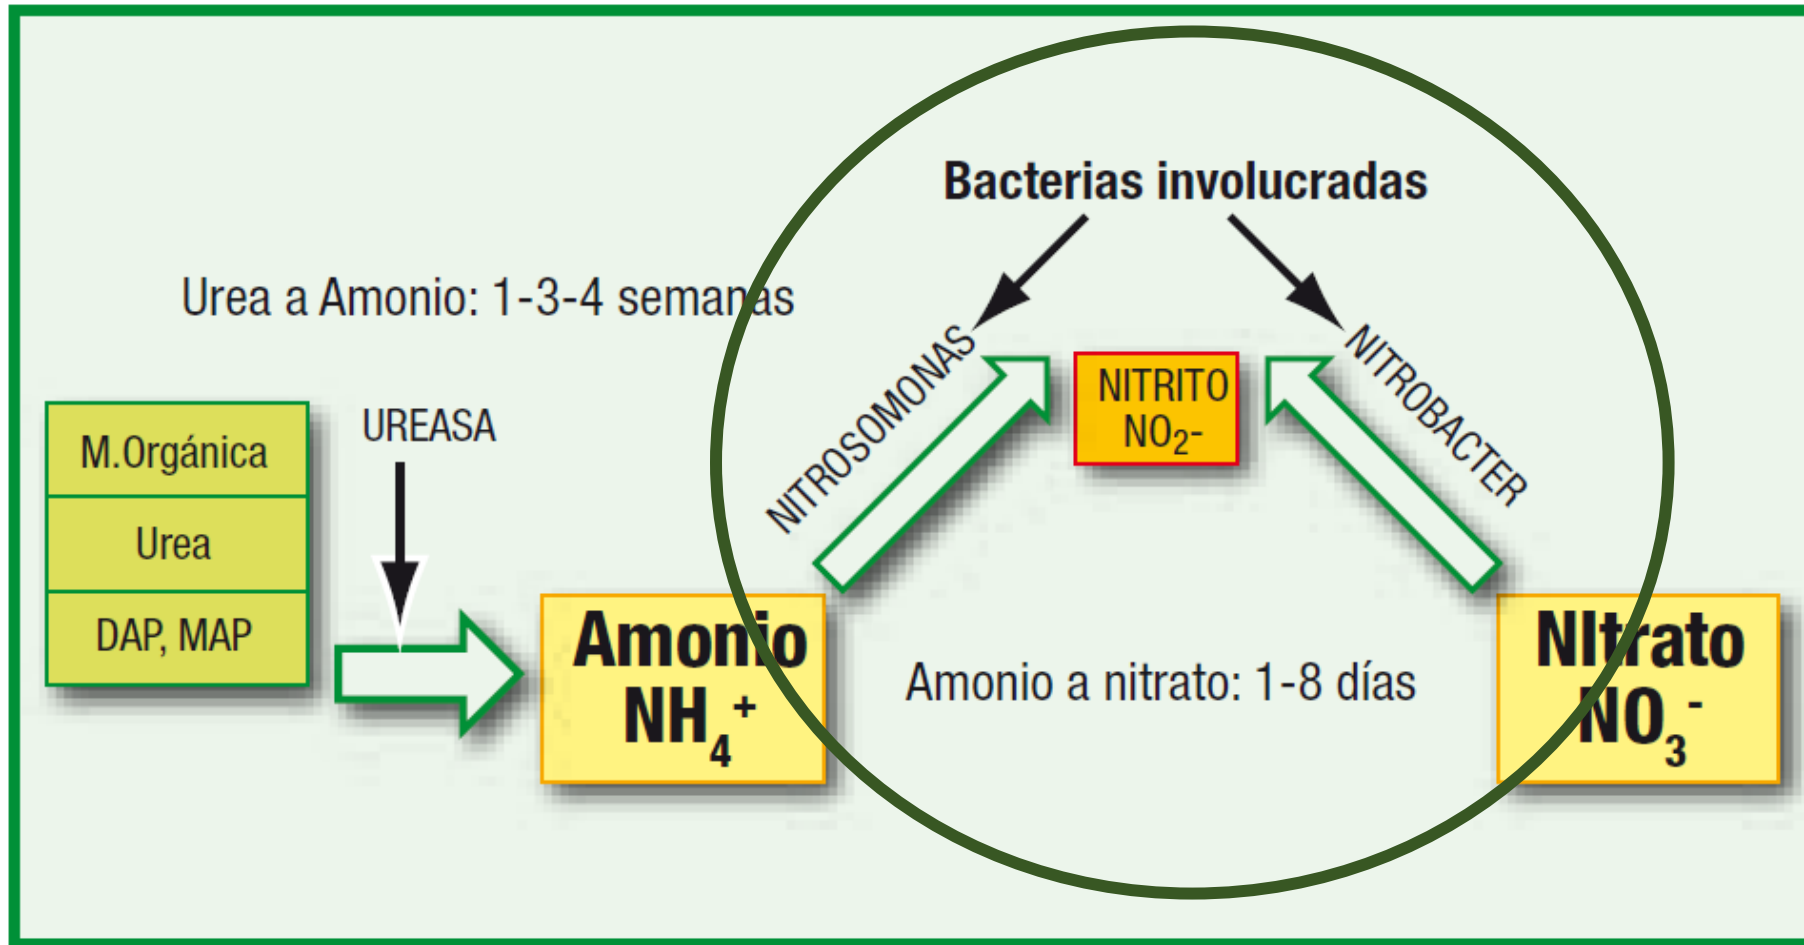 Bacterias involucradas
Urea a Amonio: 1-3-4 semanas
NITROSOMONAS
NITROBACTER
NITRITO
NO₂-
UREASA
M.Orgánica
Urea
DAP, MAP
Amonio
NH₄⁺
Amonio a nitrato: 1-8 días
NItrato
NO₃⁻